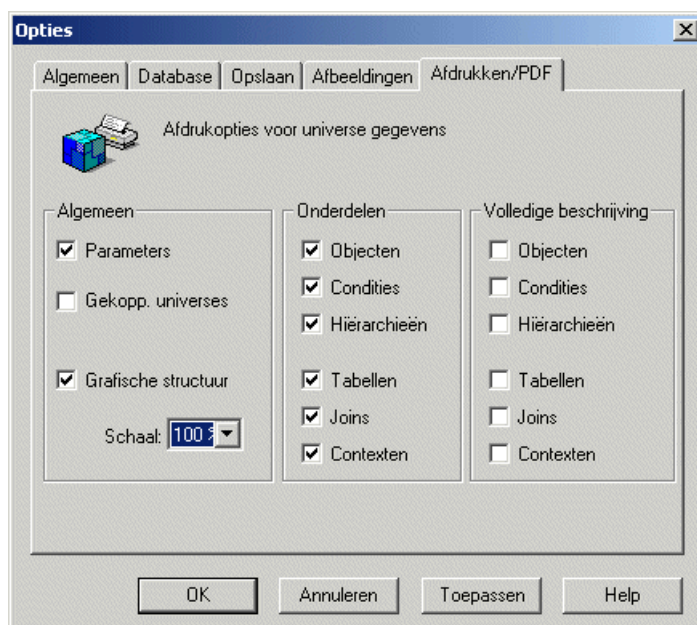 Opties
Algemeen Database Opslaan Afbeeldingen Afdrukken/PDF
Afdrukopties voor universe gegevens
Algemeen
Parameters
Gekopp. universes
Grafische structuur
Schaal: 100 %
Onderdelen
Objecten
Condities
Hiërarchieën
Tabellen
Joins
Contexten
Volledige beschrijving
Objecten
Condities
Hiërarchieën
Tabellen
Joins
Contexten
OK Annuleren Toepassen Help